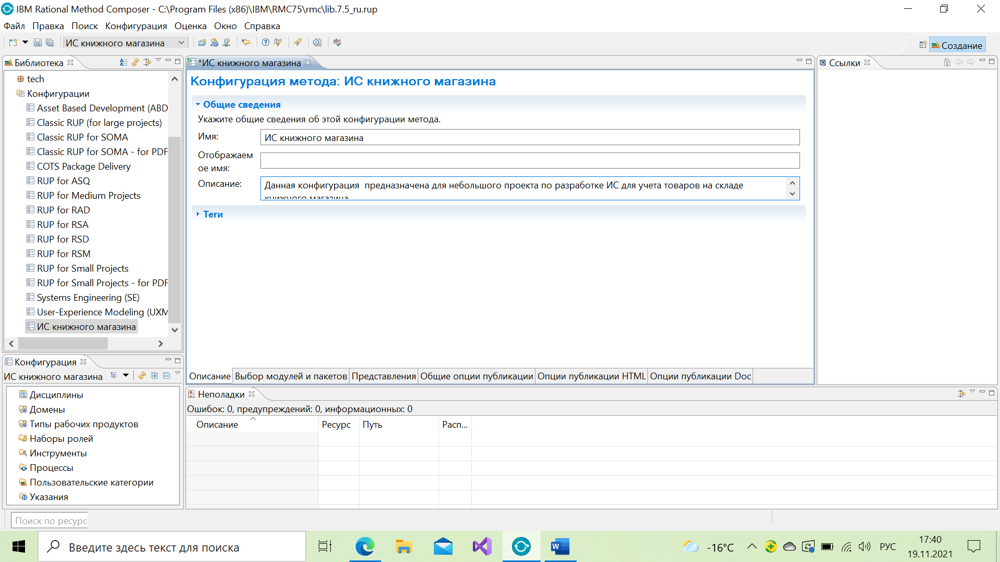 IBM Rational Method Composer - C:\Program Files (x86)\IBM\RMC75\rmc\lib.7.5_ru.rup
Файл Правка Поиск Конфигурация Оценка Окно Справка
ИС книжного магазина
abc
Создание
Библиотека
tech
Конфигурации
Asset Based Development (ABD
Classic RUP (for large projects)
Classic RUP for SOMA
Classic RUP for SOMA - for PDF
COTS Package Delivery
RUP for ASQ
RUP for Medium Projects
RUP for RAD
RUP for RSA
RUP for RSD
RUP for RSM
RUP for Small Projects
RUP for Small Projects - for PDF
Systems Engineering (SE)
User-Experience Modeling (UXM
ИС книжного магазина
*ИС книжного магазина
Конфигурация метода: ИС книжного магазина
Общие сведения
Укажите общие сведения об этой конфигурации метода.
Имя:
ИС книжного магазина
Отображаем
ое имя:
Описание:
Данная конфигурация  предназначена для небольшого проекта по разработке ИС для учета товаров на складе
книжного магазина
Теги
Описание Выбор модулей и пакетов Представления Общие опции публикации Опции публикации HTML Опции публикации Doc
Ссылки
Конфигурация
ИС книжного магазина
Дисциплины
Домены
Типы рабочих продуктов
Наборы ролей
Инструменты
Процессы
Пользовательские категории
Указания
Неполадки
Ошибок: 0, предупреждений: 0, информационных: 0
Описание Ресурс Путь Расп...
Поиск по ресурс
Введите здесь текст для поиска
W
-16°C
РУС
17:40
19.11.2021